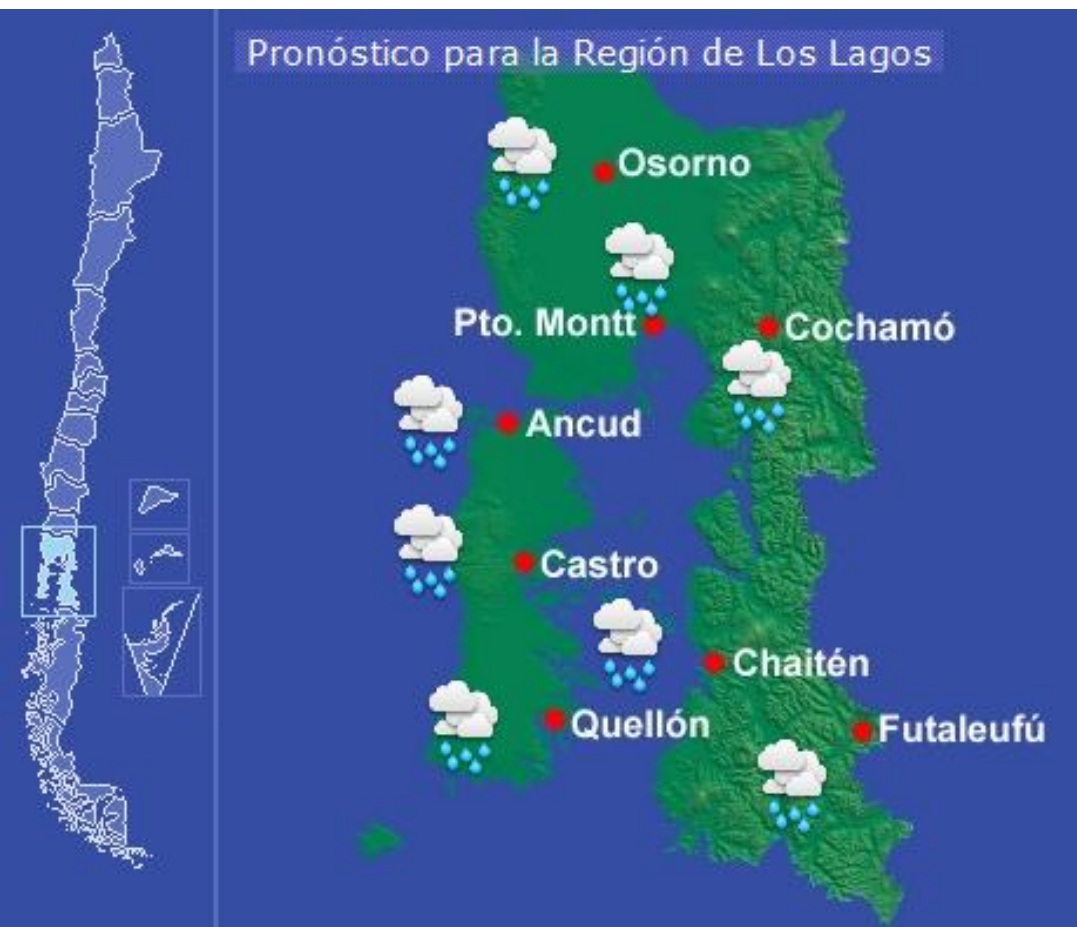 Pronóstico para la Región de Los Lagos
Osorno
Pto. Montt
Cochamó
Ancud
Castro
Chaitén
Quellón
Futaleufú